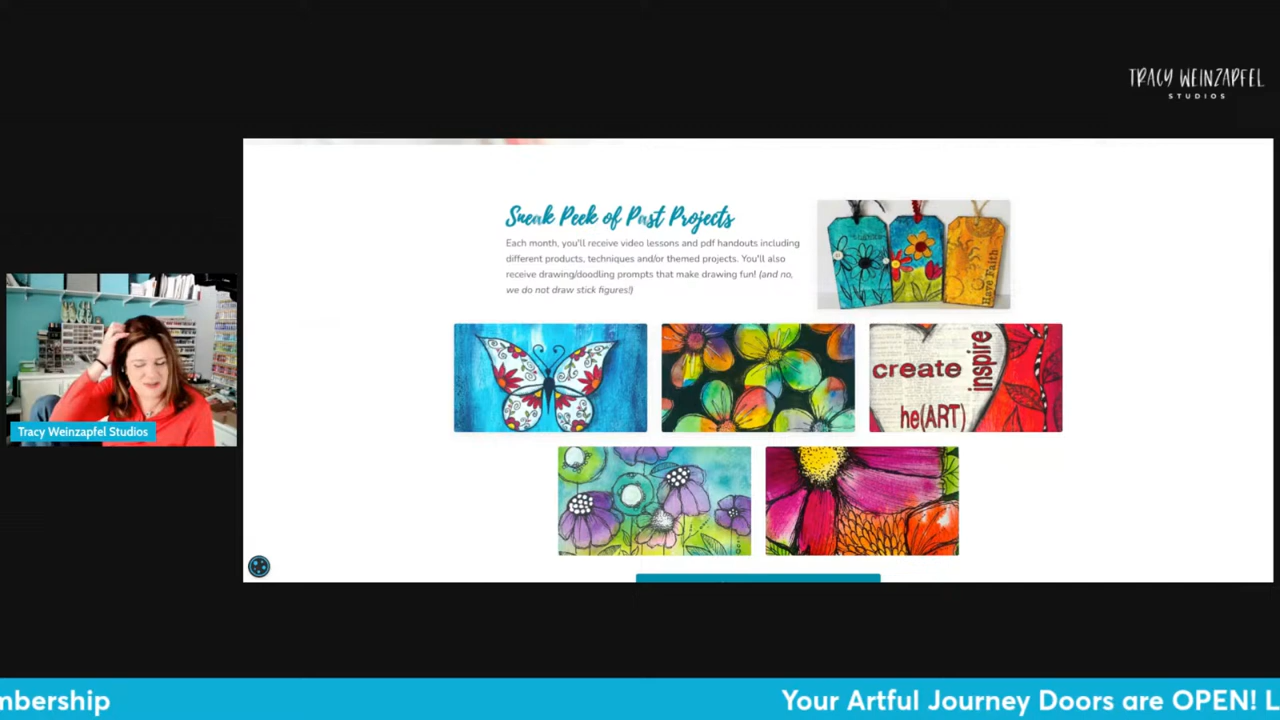 TRACY WEINZAPFEL
STUDIOS
Sneak Peek of Past Projects
Each month, you'll receive video lessons and pdf handouts including
different products, techniques and/or themed projects. You'll also
receive drawing/doodling prompts that make drawing fun! (and no,
we do not draw stick figures!)
Have Faith
create
inspire
he(ART)
Tracy Weinzapfel Studios
mbership
Your Artful Journey Doors are OPEN! L